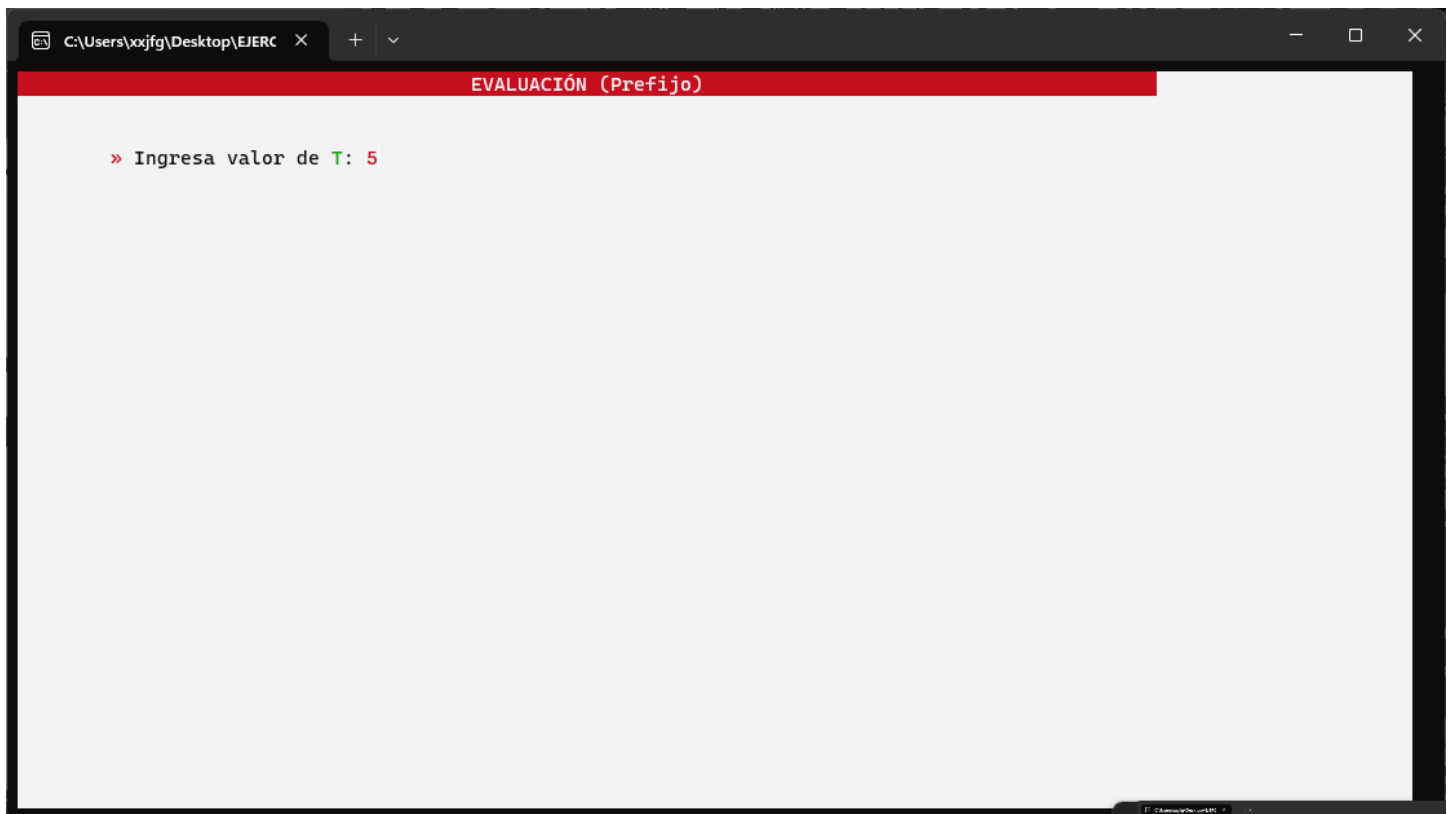 C:\Users\xxjfg\Desktop\EJERC
EVALUACIÓN (Prefijo)
» Ingresa valor de T: 5